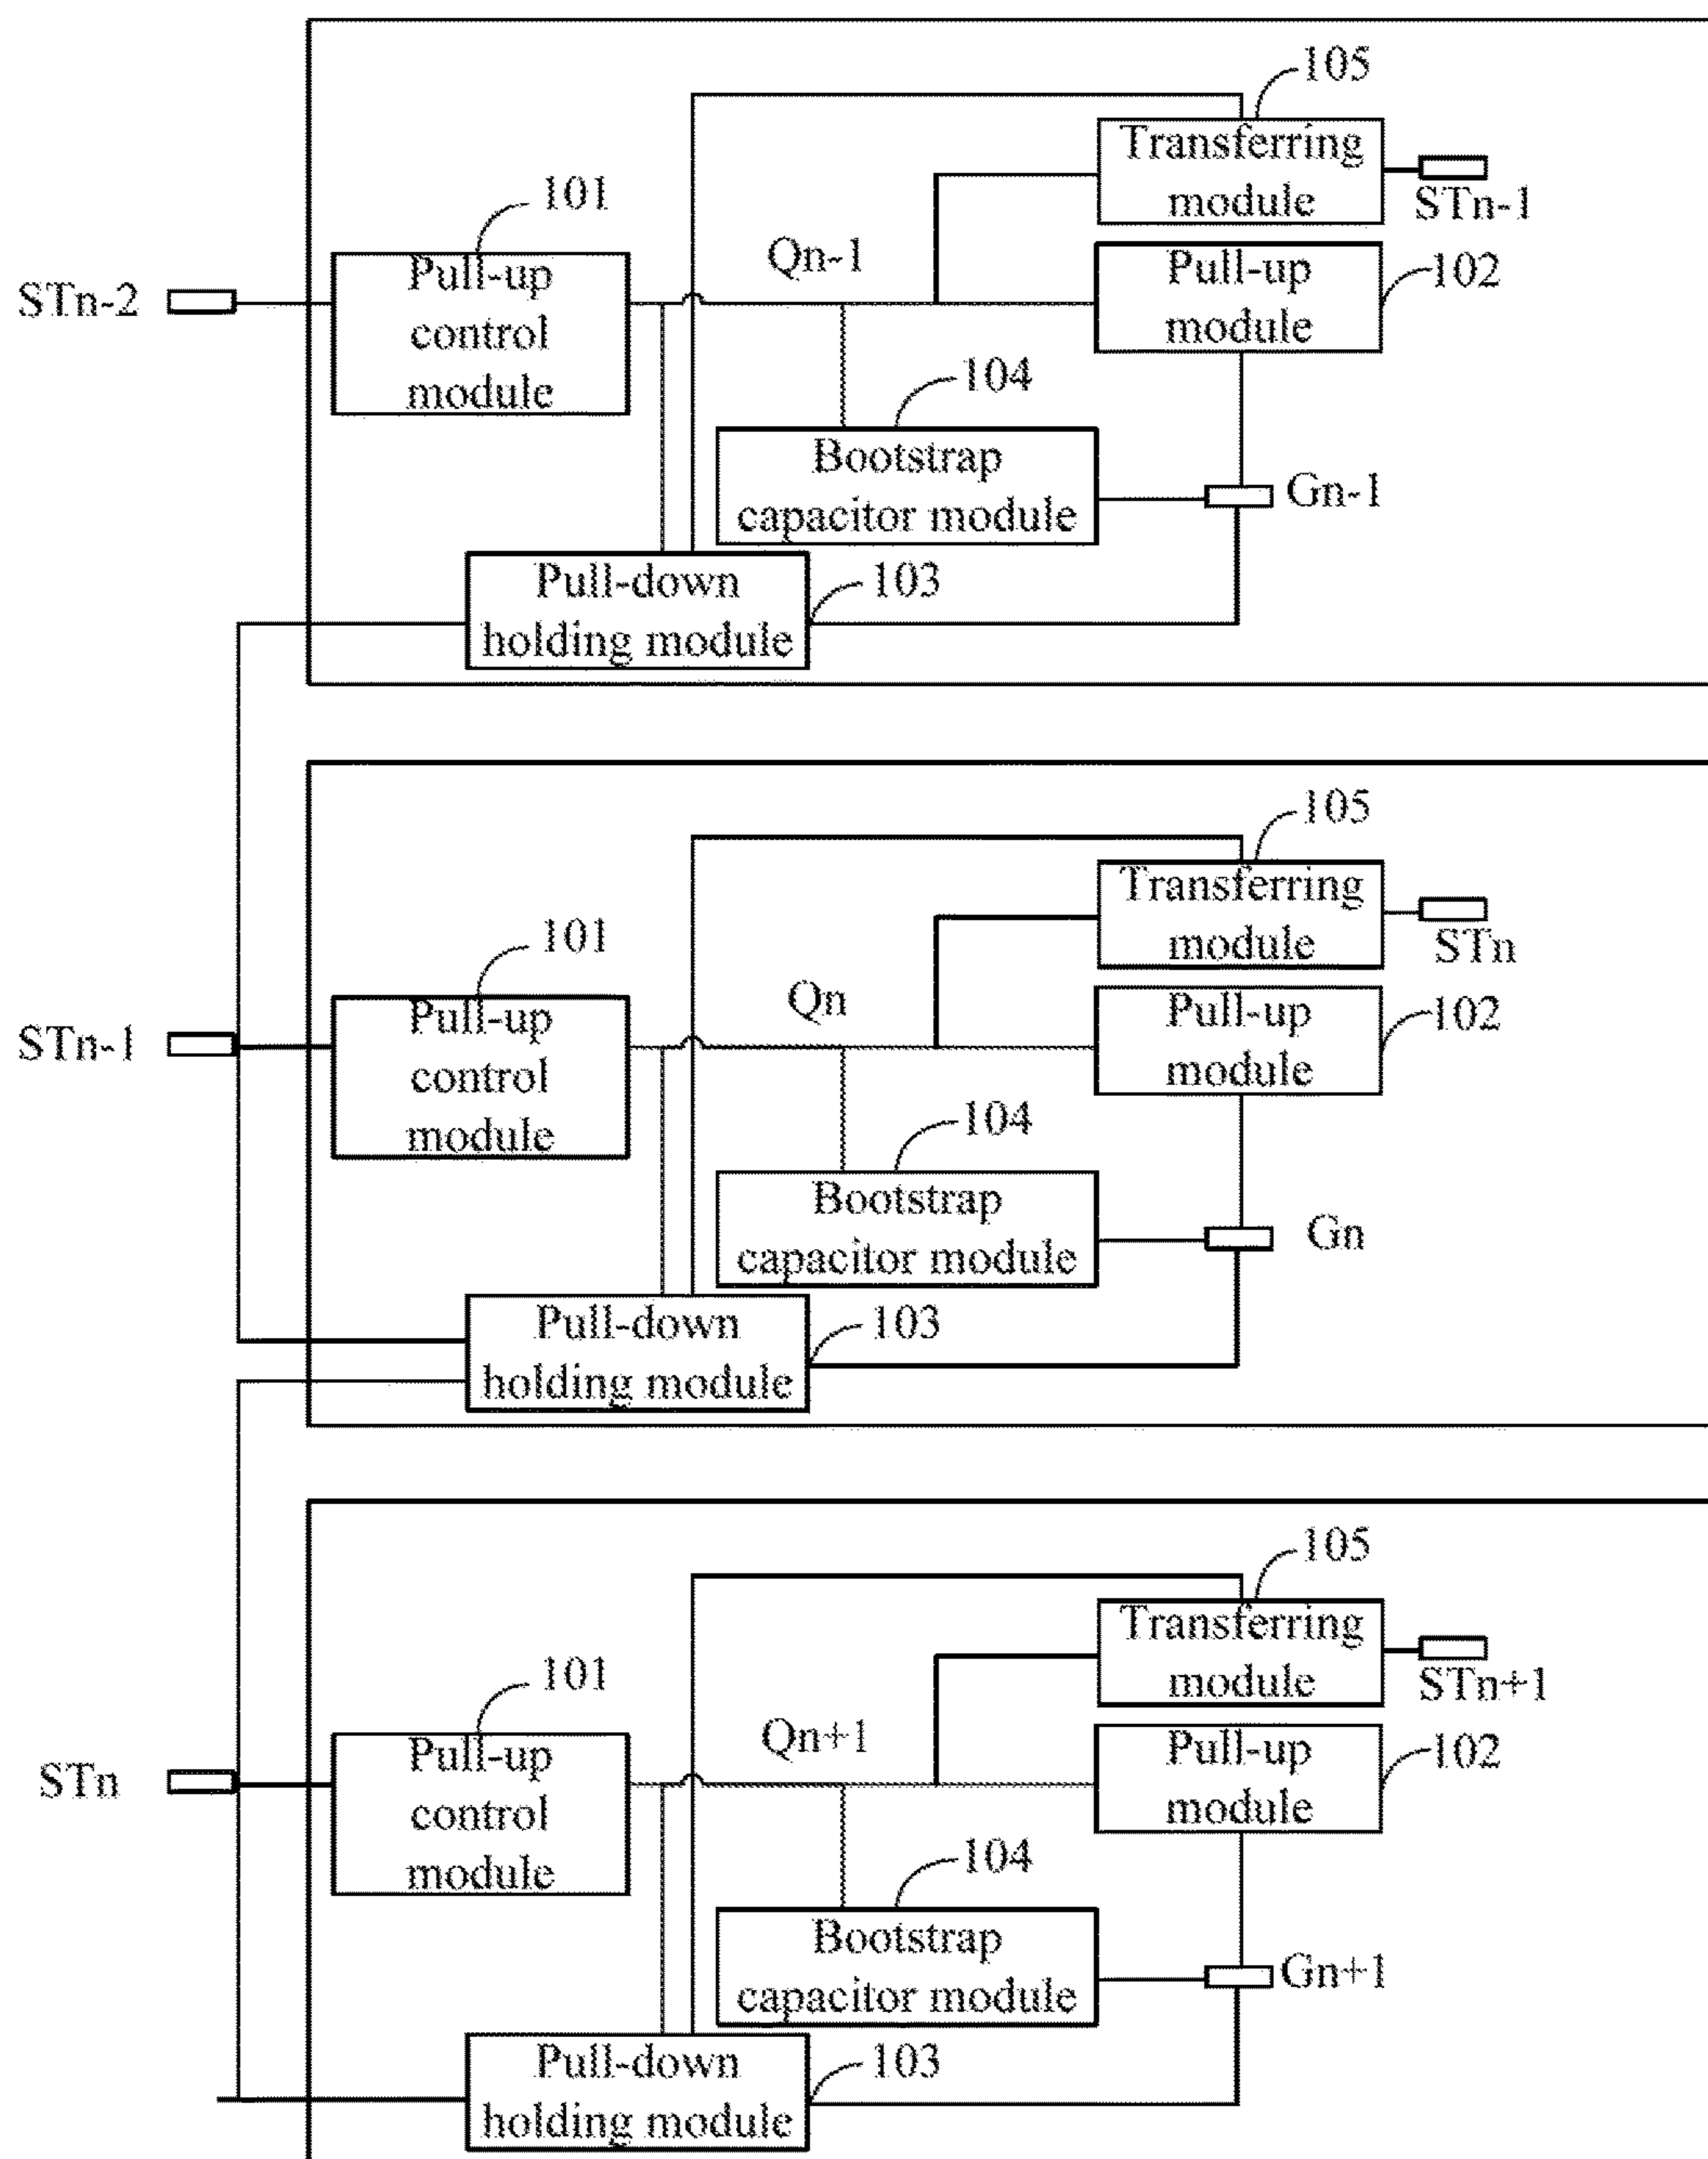 105
Transferring
module
STn-1
101
Qn-1
Pull-up
control
module
STn-2
Pull-up
module
102
104
Bootstrap
capacitor module
Gn-1
Pull-down
holding module
103
105
Transferring
module
STn
101
Qn
Pull-up
control
module
STn-1
Pull-up
module
102
104
Bootstrap
capacitor module
Gn
Pull-down
holding module
103
105
Transferring
module
STn+1
101
Qn+1
Pull-up
control
module
STn
Pull-up
module
102
104
Bootstrap
capacitor module
Gn+1
Pull-down
holding module
103